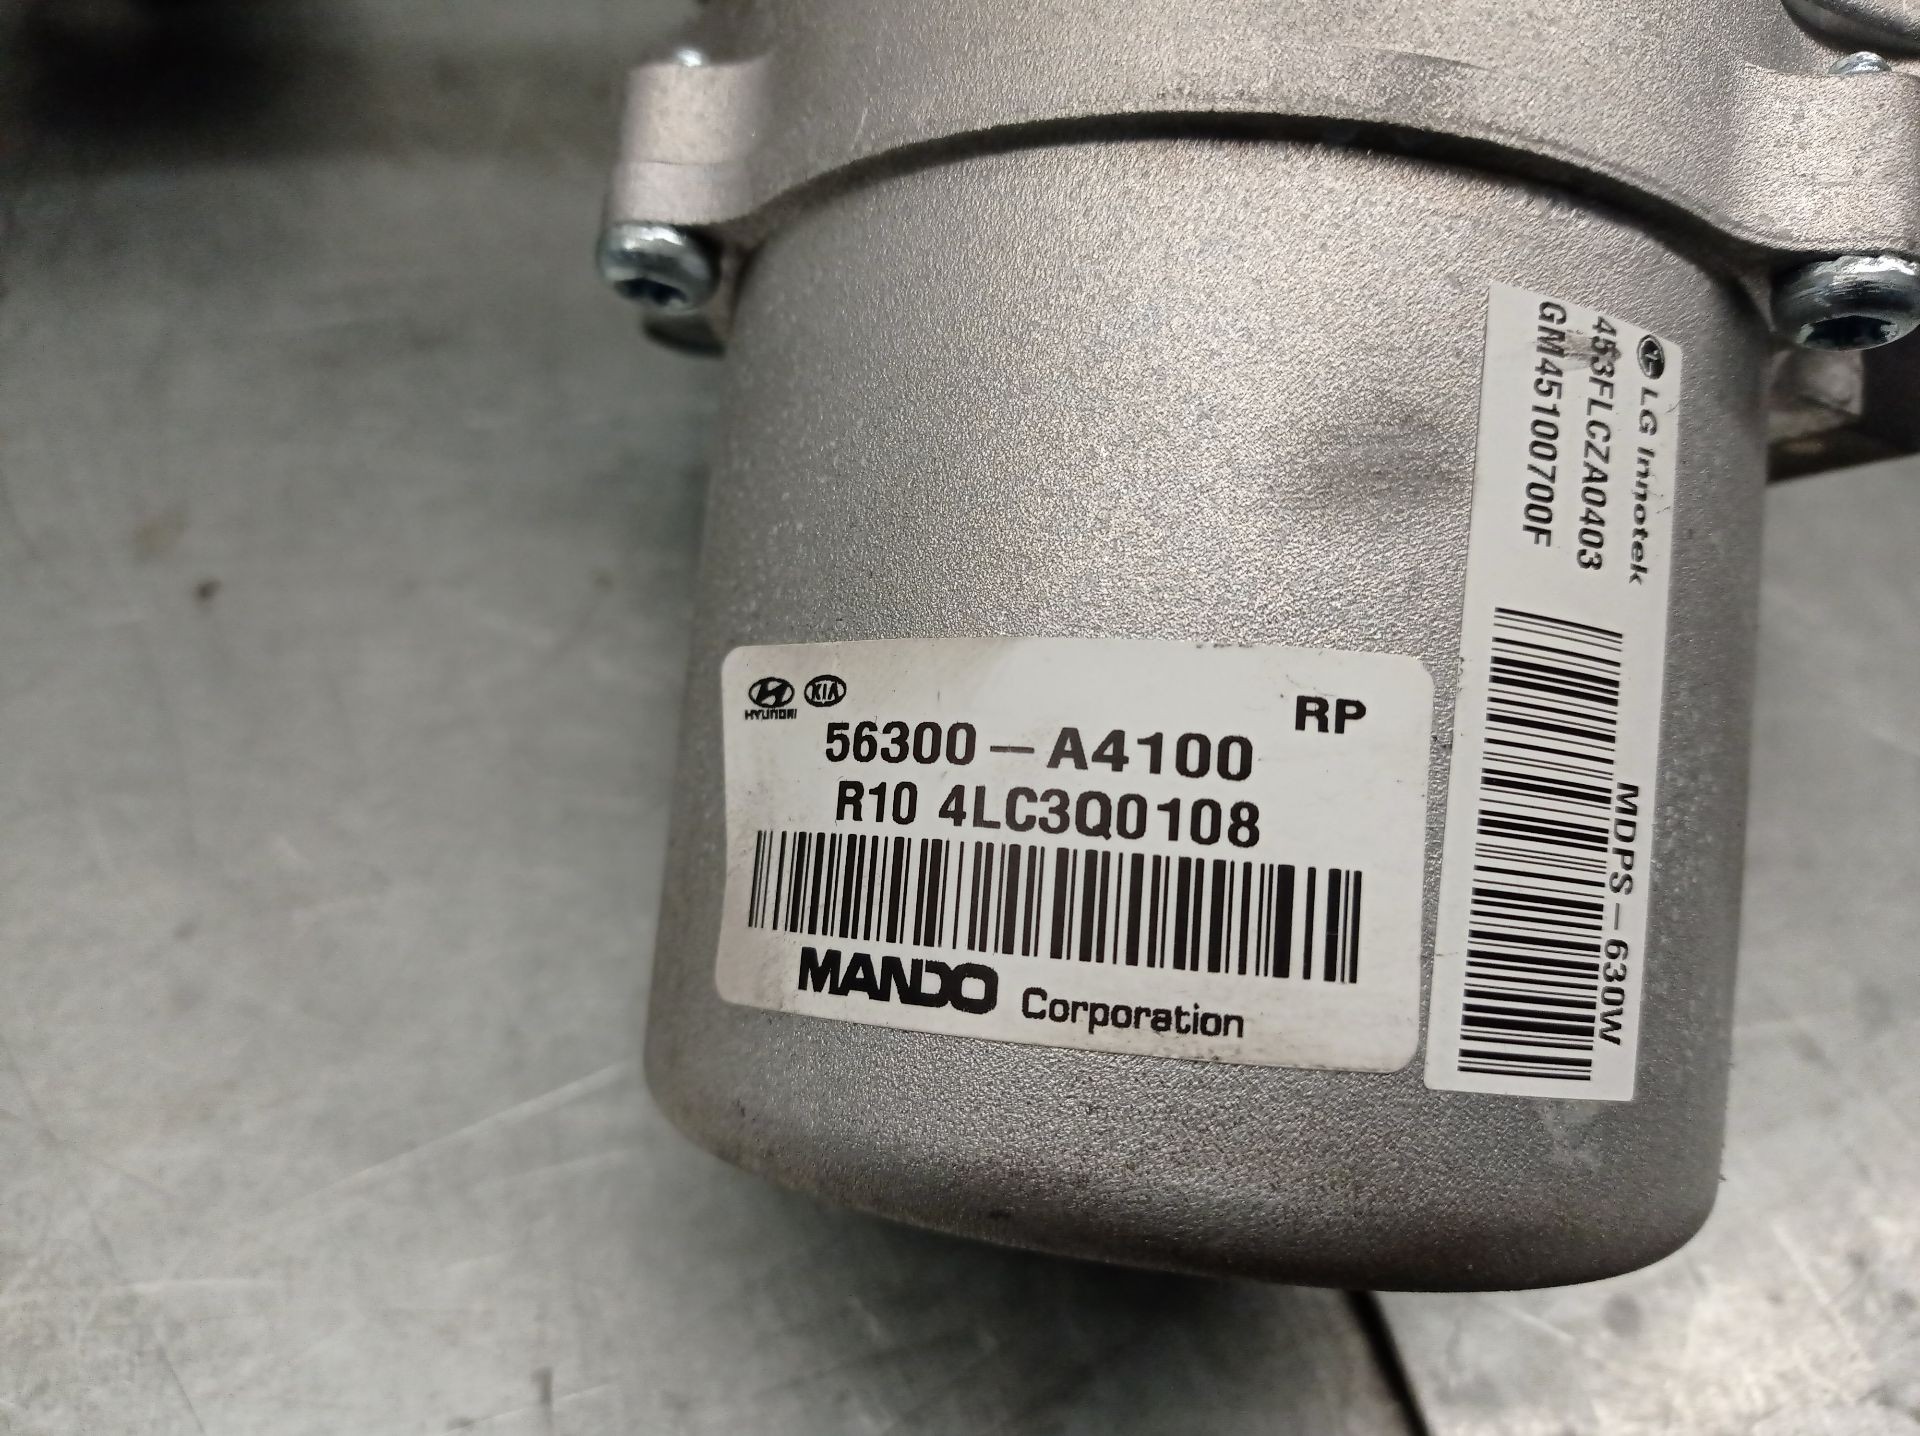 HYUNDAI KIA
RP
56300-A4100
R10 4LC3Q0108
MANDO Corporation
LG Innotek
453FLCZA0403
GM45100700F
MDPS-630W